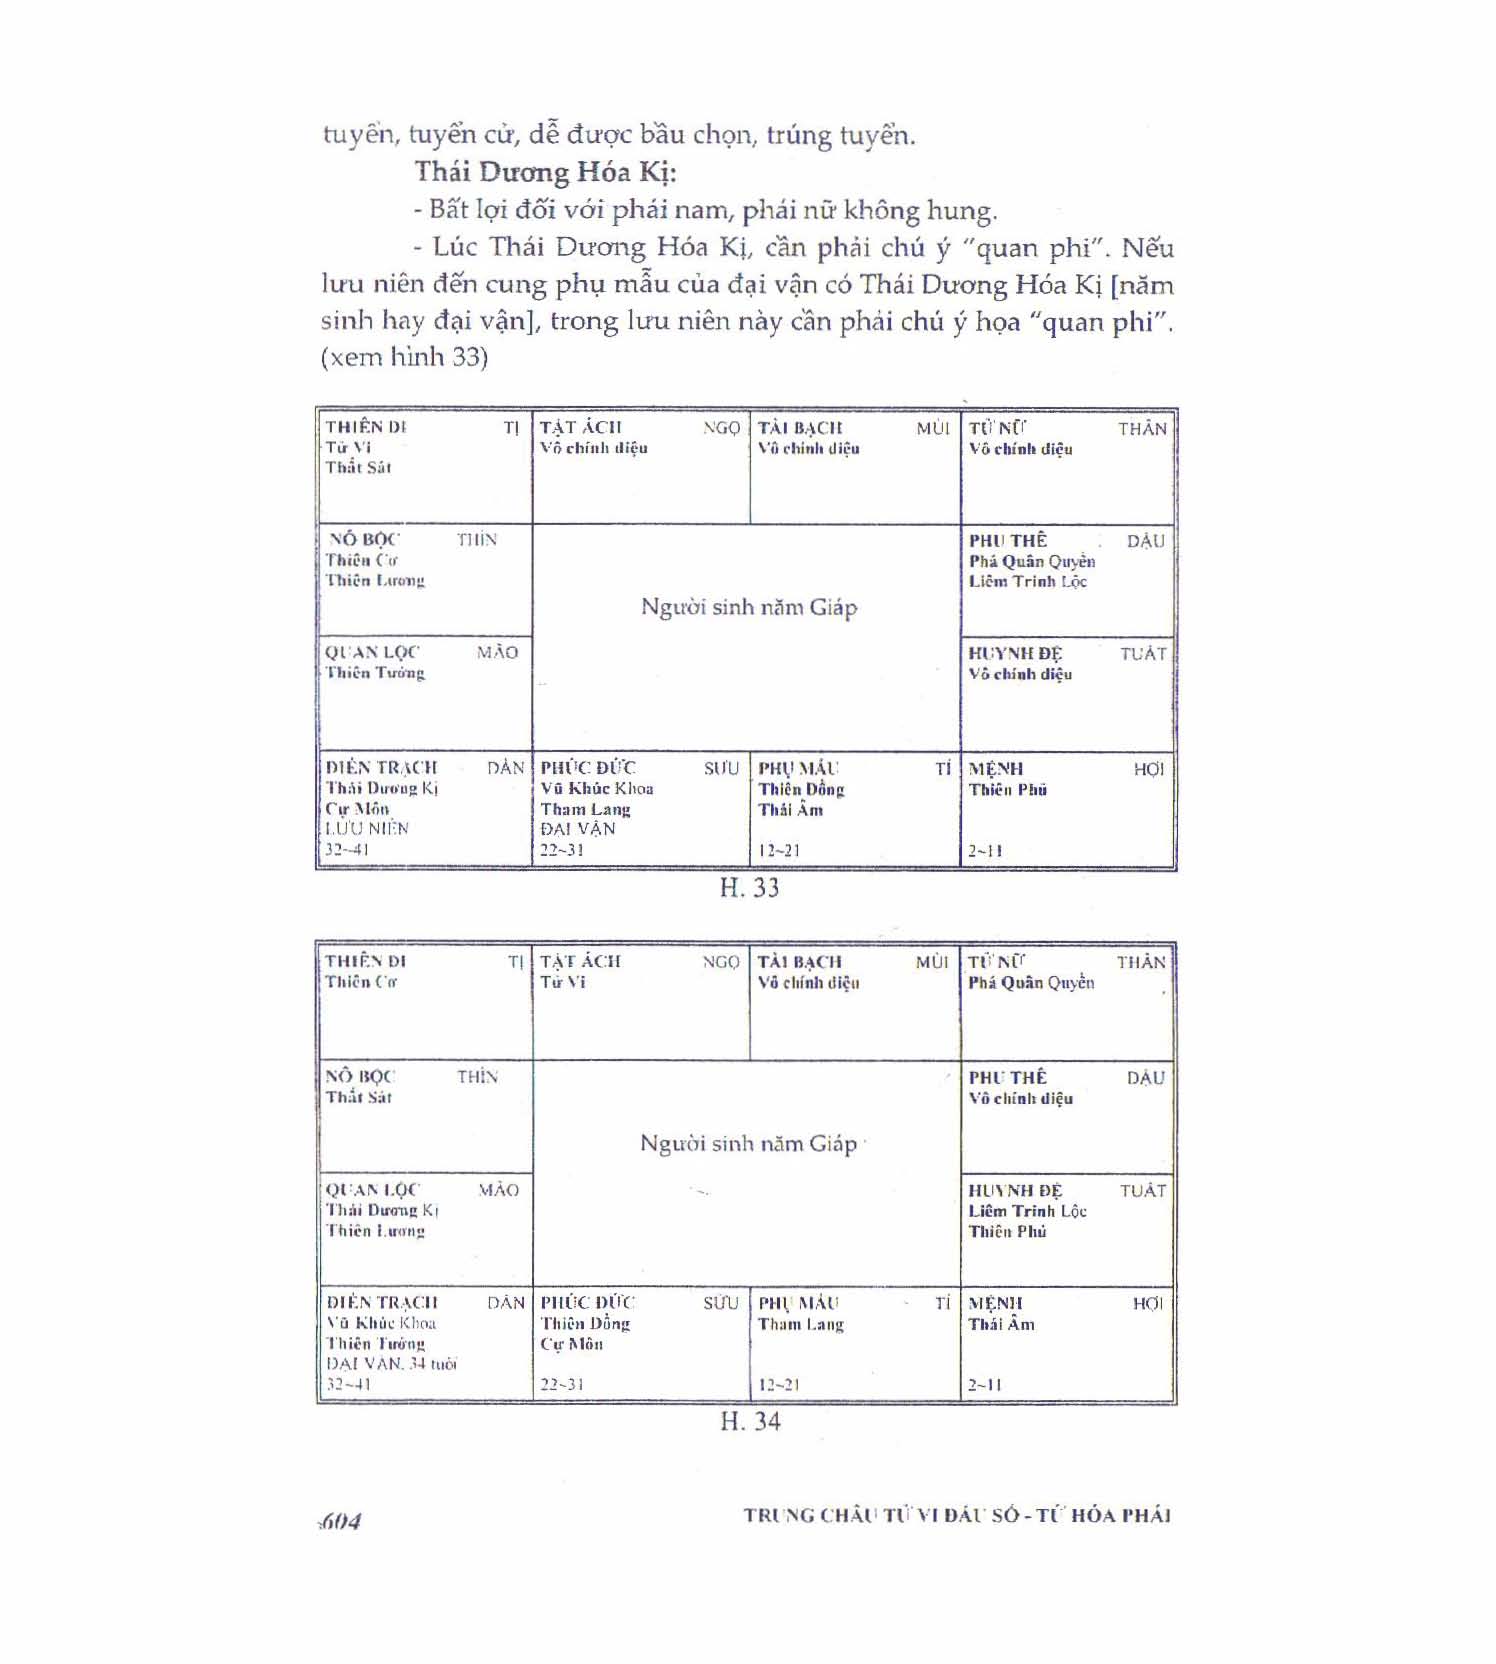 tuyển, tuyển cử, dễ được bầu chọn, trúng tuyển.
Thái Dương Hóa Kị:
- Bất lợi đối với phái nam, phái nữ không hung.
- Lúc Thái Dương Hóa Kị, cần phải chú ý "quan phi". Nếu
lưu niên đến cung phụ mẫu của đại vận có Thái Dương Hóa Kị [năm
sinh hay đại vận], trong lưu niên này cần phải chú ý họa "quan phi".
(xem hình 33)
THIÊN DI TỊ
Tử Vi
Thất Sát
TẬT ÁCH NGỌ
Vô chính diệu
TÀI BẠCH MÙI
Vô chính diệu
TỬ NỮ THÂN
Vô chính diệu
NÔ BỘC THÌN
Thiên Cơ
Thiên Lương
Người sinh năm Giáp
PHU THÊ DẬU
Phá Quân Quyền
Liêm Trinh Lộc
QUAN LỘC MÃO
Thiên Tướng
HUYNH ĐỆ TUẤT
Vô chính diệu
ĐIỀN TRẠCH DẦN
Thái Dương Kị
Cự Môn
LƯU NIÊN
32~41
PHÚC ĐỨC SỬU
Vũ Khúc Khoa
Tham Lang
ĐẠI VẬN
22~31
PHỤ MẪU TÍ
Thiên Đồng
Thái Âm
12~21
MỆNH HỢI
Thiên Phủ
2~11
H. 33
THIÊN DI TỊ
Thiên Cơ
TẬT ÁCH NGỌ
Tử Vi
TÀI BẠCH MÙI
Vô chính diệu
TỬ NỮ THÂN
Phá Quân Quyền
NÔ BỘC THÌN
Thất Sát
Người sinh năm Giáp
PHU THÊ DẬU
Vô chính diệu
QUAN LỘC MÃO
Thái Dương Kị
Thiên Lương
HUYNH ĐỆ TUẤT
Liêm Trinh Lộc
Thiên Phủ
ĐIỀN TRẠCH DẦN
Vũ Khúc Khoa
Thiên Tướng
ĐẠI VẬN. 34 tuổi
32~41
PHÚC ĐỨC SỬU
Thiên Đồng
Cự Môn
22~31
PHỤ MẪU TÍ
Tham Lang
12~21
MỆNH HỢI
Thái Âm
2~11
H. 34
604
TRUNG CHÂU TỬ VI ĐẨU SỐ - TỨ HÓA PHÁI